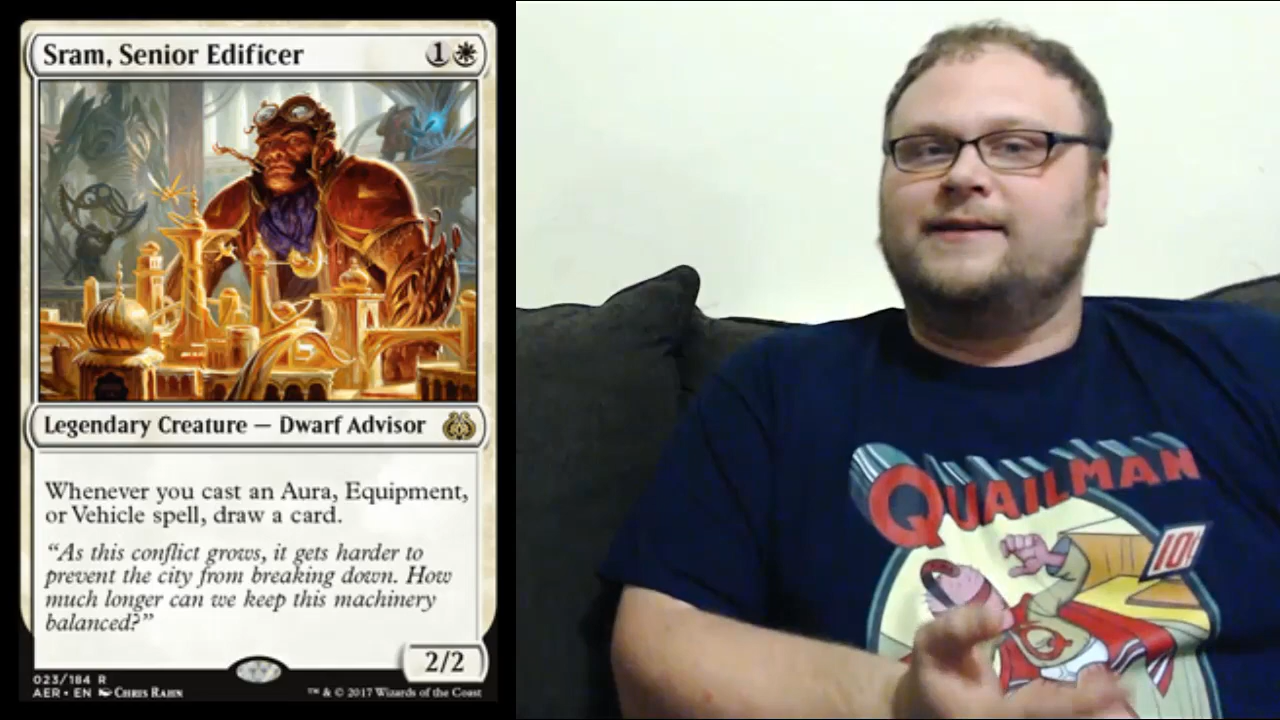 Sram, Senior Edificer
1
Legendary Creature — Dwarf Advisor
Whenever you cast an Aura, Equipment,
or Vehicle spell, draw a card.
“As this conflict grows, it gets harder to
prevent the city from breaking down. How
much longer can we keep this machinery
balanced?”
2/2
023/184 R
AER • EN CHRIS RAHN
™ & © 2017 Wizards of the Coast
QUAILMAN
10¢